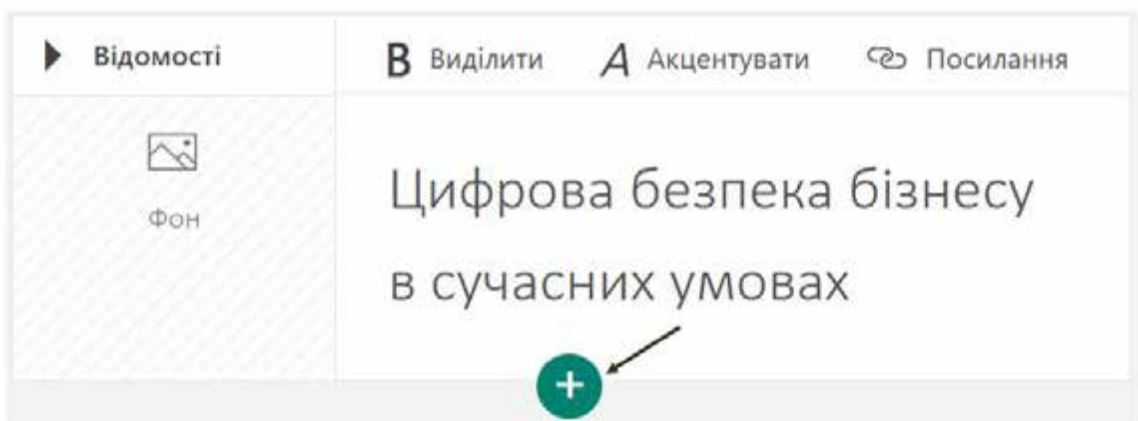 Відомості
B Виділити A Акцентувати Посилання
Фон
Цифрова безпека бізнесу
в сучасних умовах
+